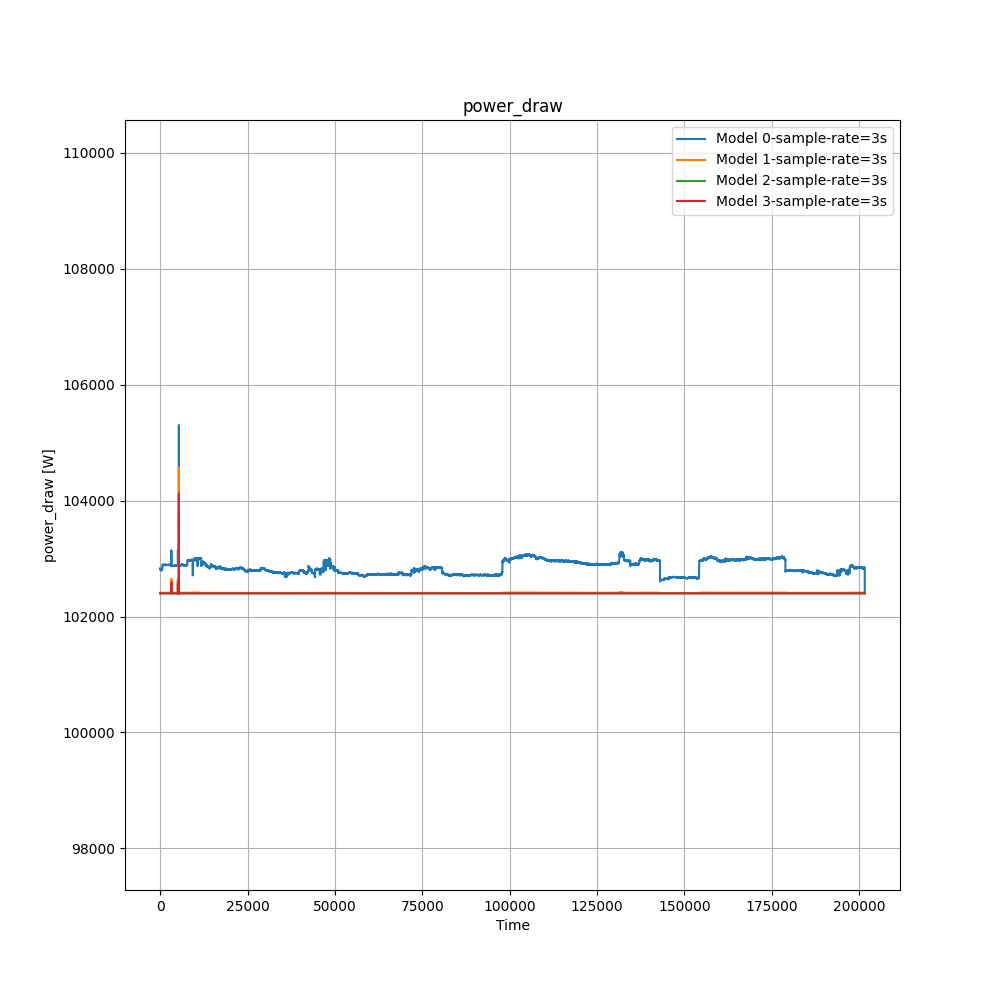 power_draw
Model 0-sample-rate=3s
Model 1-sample-rate=3s
Model 2-sample-rate=3s
Model 3-sample-rate=3s
110000
108000
106000
104000
102000
100000
98000
power_draw [W]
0 25000 50000 75000 100000 125000 150000 175000 200000
Time